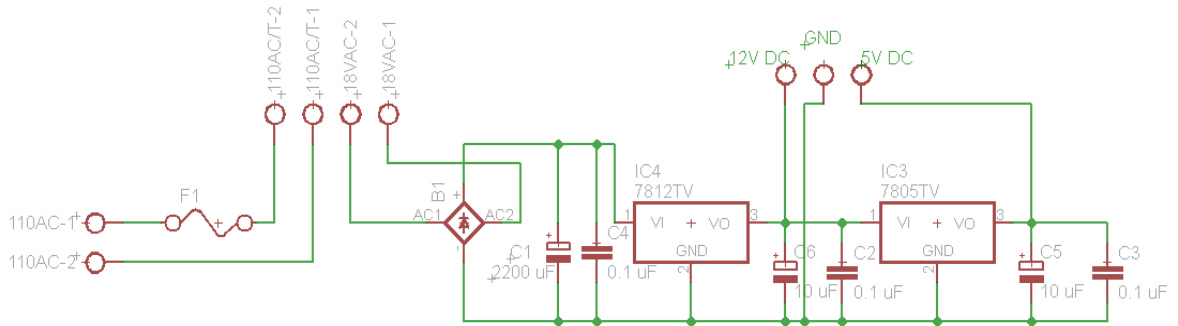 110AC/T-2
110AC/T-1
18VAC-2
18VAC-1
GND
12V DC
5V DC
F1
110AC-1
110AC-2
B1
AC1
AC2
+
-
C1
2200 uF
C4
0.1 uF
IC4
7812TV
1
VI
VO
3
GND
2
C6
10 uF
C2
0.1 uF
IC3
7805TV
1
VI
VO
3
GND
2
C5
10 uF
C3
0.1 uF